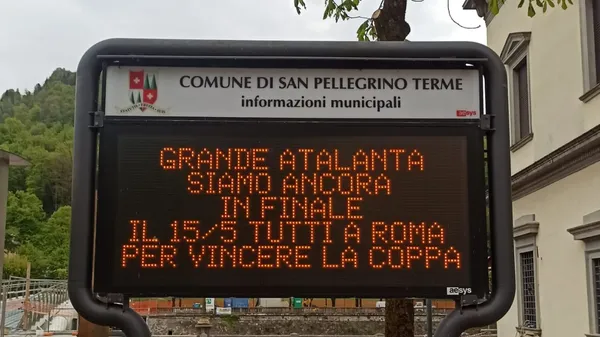 COMUNE DI SAN PELLEGRINO TERME
informazioni municipali
aesys
GRANDE ATALANTA
SIAMO ANCORA
IN FINALE
IL 15/5 TUTTI A ROMA
PER VINCERE LA COPPA
aesys